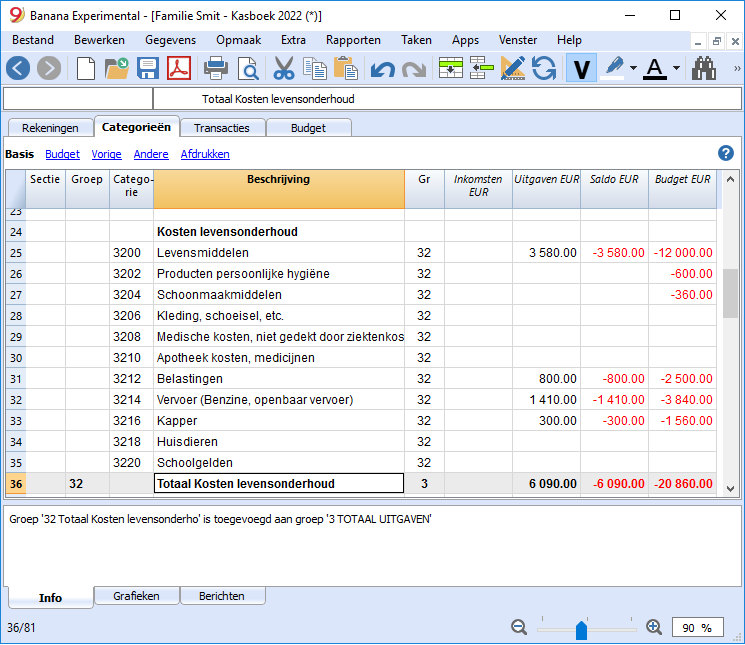 Banana Experimental - [Familie Smit - Kasboek 2022 (*)]
Bestand Bewerken Gegevens Opmaak Extra Rapporten Taken Apps Venster Help
V A
Totaal Kosten levensonderhoud
Rekeningen Categorieën Transacties Budget
Basis Budget Vorige Andere Afdrukken ?
Sectie Groep Catego-rie Beschrijving Gr Inkomsten EUR Uitgaven EUR Saldo EUR Budget EUR
23
24 Kosten levensonderhoud
25 3200 Levensmiddelen 32 3 580.00 -3 580.00 -12 000.00
26 3202 Producten persoonlijke hygiëne 32 -600.00
27 3204 Schoonmaakmiddelen 32 -360.00
28 3206 Kleding, schoeisel, etc. 32
29 3208 Medische kosten, niet gedekt door ziektenkos 32
30 3210 Apotheek kosten, medicijnen 32
31 3212 Belastingen 32 800.00 -800.00 -2 500.00
32 3214 Vervoer (Benzine, openbaar vervoer) 32 1 410.00 -1 410.00 -3 840.00
33 3216 Kapper 32 300.00 -300.00 -1 560.00
34 3218 Huisdieren 32
35 3220 Schoolgelden 32
36 32 Totaal Kosten levensonderhoud 3 6 090.00 -6 090.00 -20 860.00
Groep '32 Totaal Kosten levensonderho' is toegevoegd aan groep '3 TOTAAL UITGAVEN'
Info Grafieken Berichten
36/81 90 %